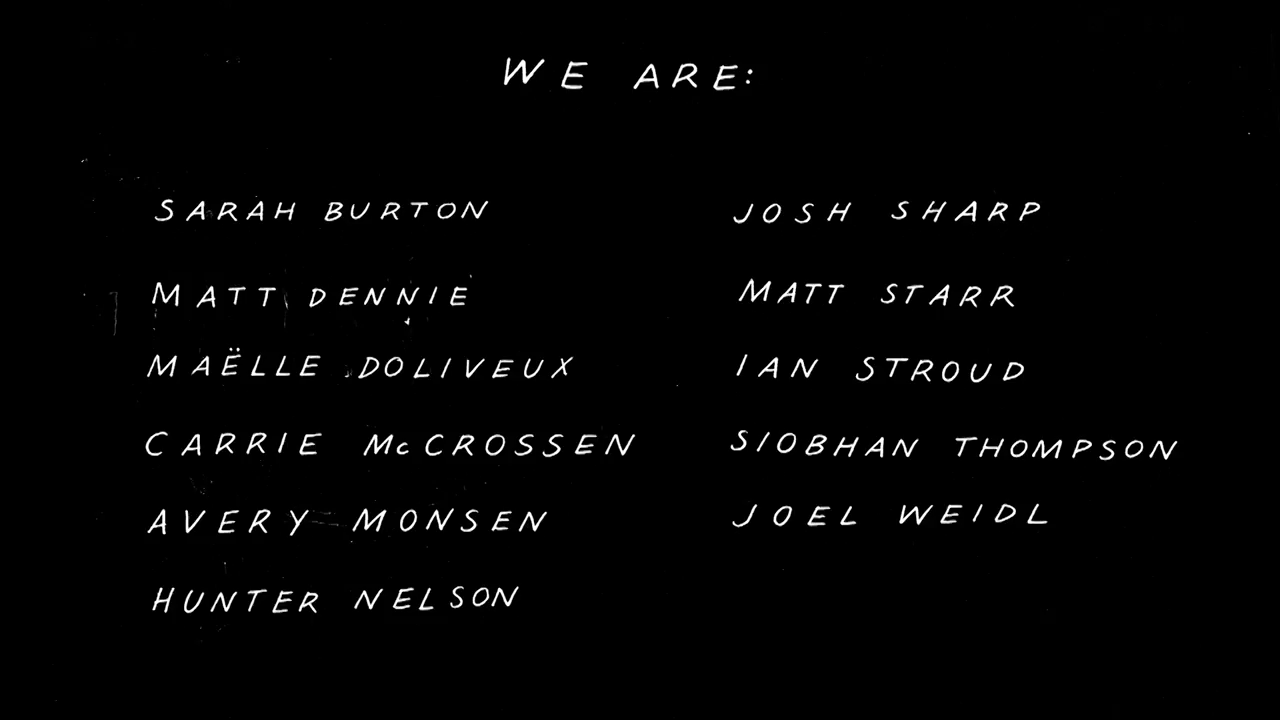 WE ARE:
SARAH BURTON
MATT DENNIE
MAËLLE DOLIVEUX
CARRIE McCROSSEN
AVERY MONSEN
HUNTER NELSON
JOSH SHARP
MATT STARR
IAN STROUD
SIOBHAN THOMPSON
JOEL WEIDL